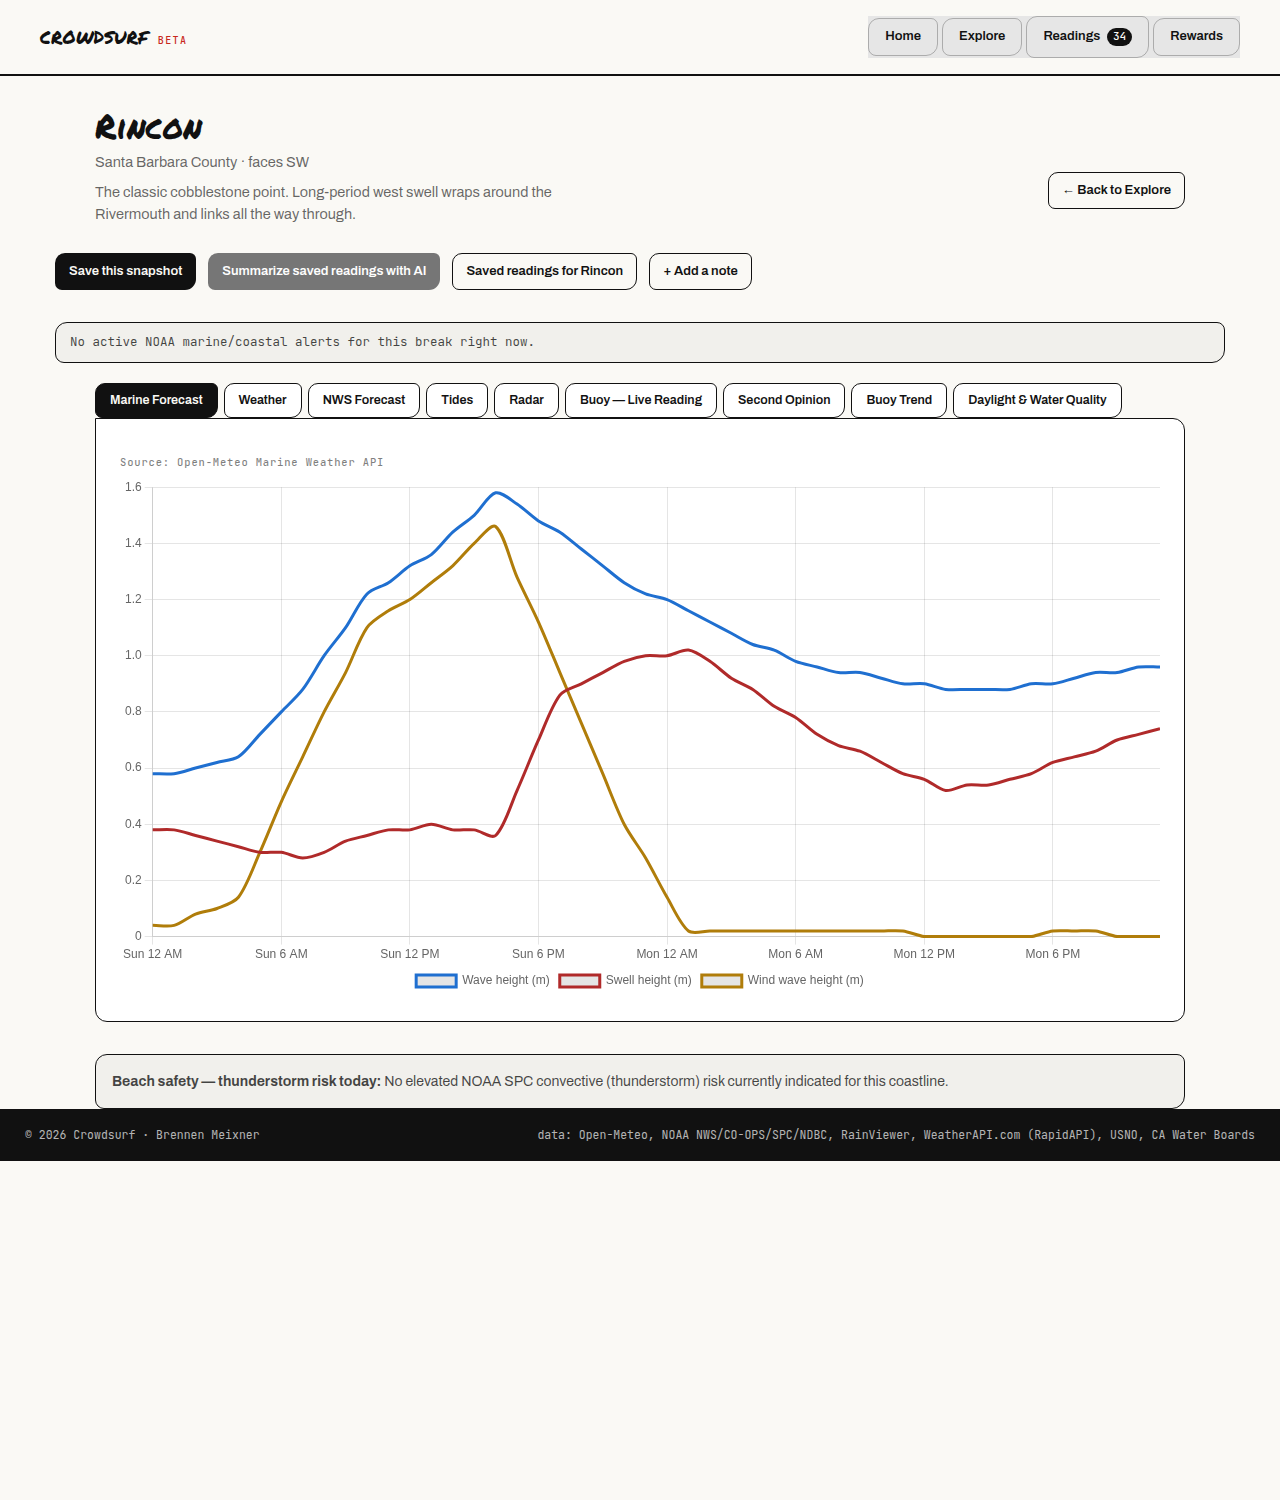 CROWDSURF BETA
Home
Explore
Readings 34
Rewards
Rincon
Santa Barbara County · faces SW
The classic cobblestone point. Long-period west swell wraps around the
Rivermouth and links all the way through.
← Back to Explore
Save this snapshot
Summarize saved readings with AI
Saved readings for Rincon
+ Add a note
No active NOAA marine/coastal alerts for this break right now.
Marine Forecast
Weather
NWS Forecast
Tides
Radar
Buoy — Live Reading
Second Opinion
Buoy Trend
Daylight & Water Quality
Source: Open-Meteo Marine Weather API
1.6
1.4
1.2
1.0
0.8
0.6
0.4
0.2
0
Sun 12 AM
Sun 6 AM
Sun 12 PM
Sun 6 PM
Mon 12 AM
Mon 6 AM
Mon 12 PM
Mon 6 PM
Wave height (m)
Swell height (m)
Wind wave height (m)
Beach safety — thunderstorm risk today: No elevated NOAA SPC convective (thunderstorm) risk currently indicated for this coastline.
© 2026 Crowdsurf · Brennen Meixner
data: Open-Meteo, NOAA NWS/CO-OPS/SPC/NDBC, RainViewer, WeatherAPI.com (RapidAPI), USNO, CA Water Boards